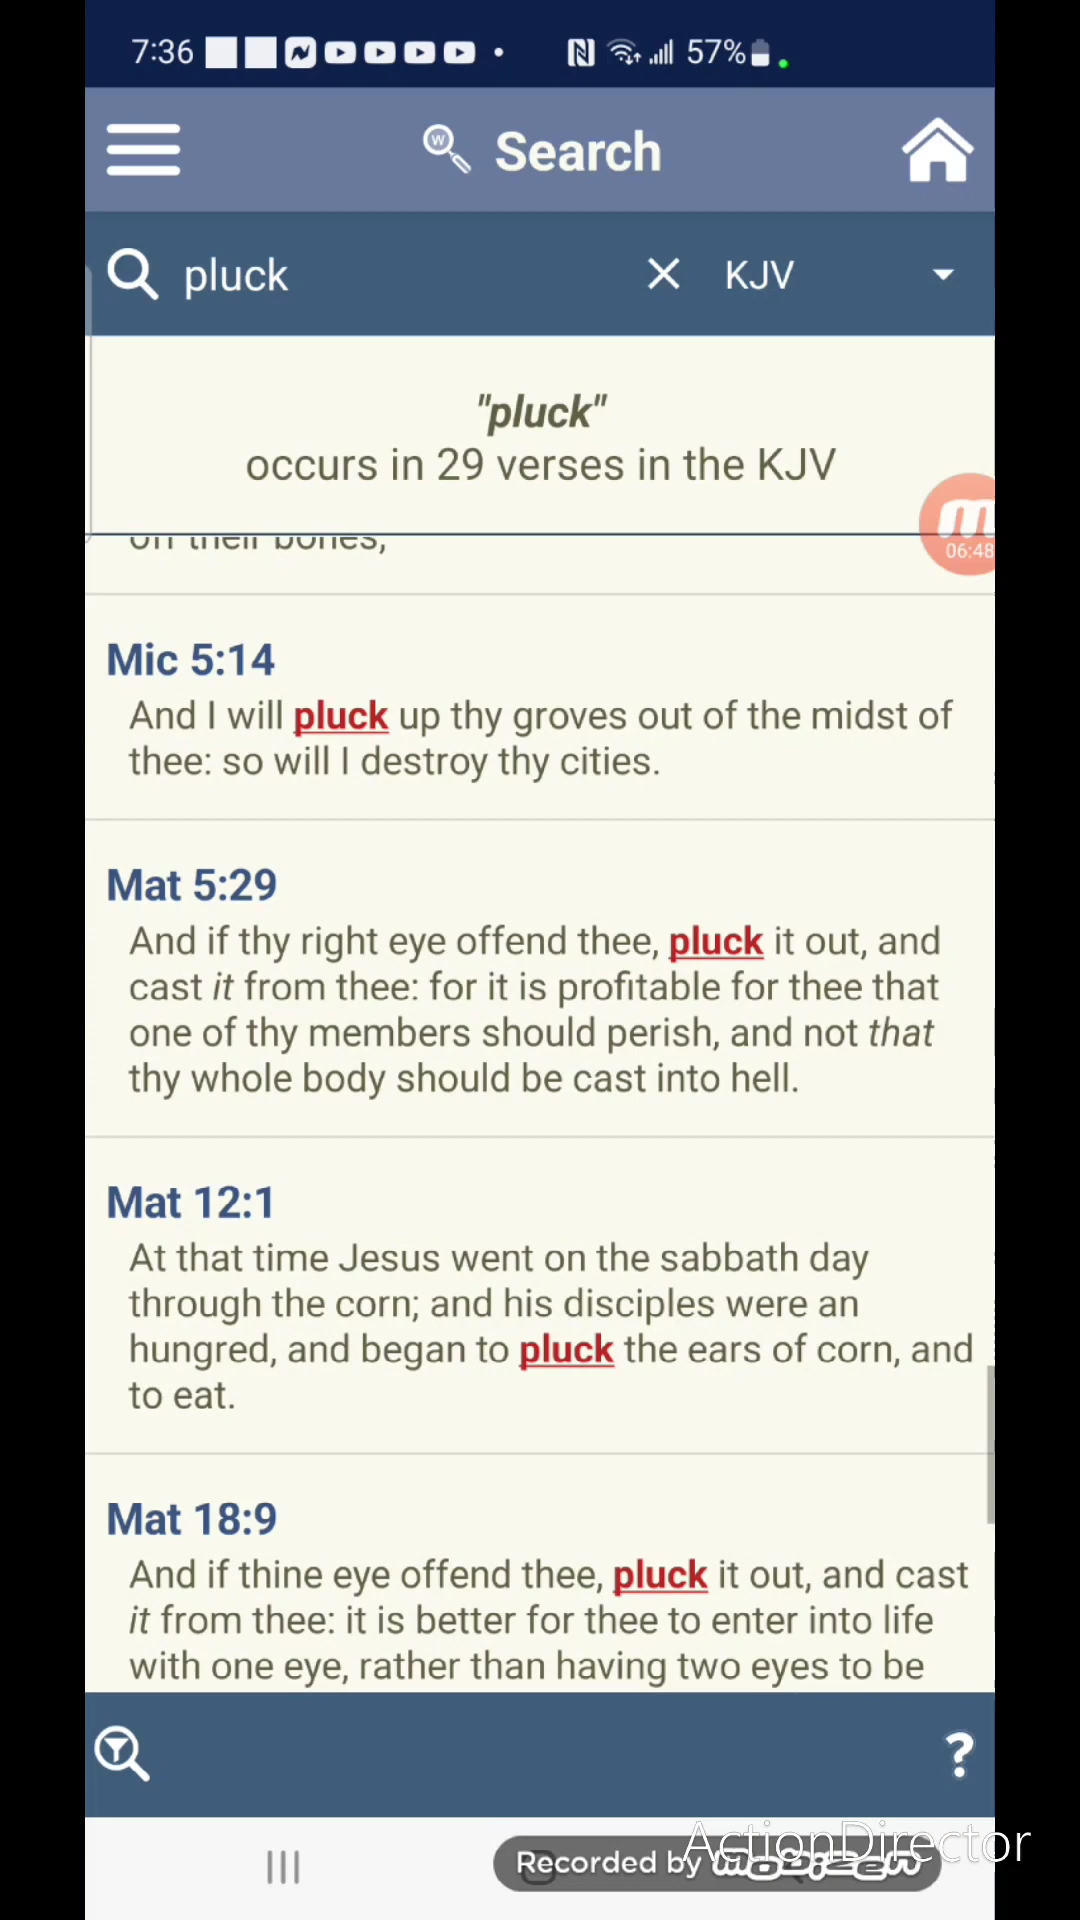 7:36 57%
W Search
pluck KJV
"pluck"
occurs in 29 verses in the KJV
off their bones,
06:48
Mic 5:14
And I will pluck up thy groves out of the midst of
thee: so will I destroy thy cities.
Mat 5:29
And if thy right eye offend thee, pluck it out, and
cast it from thee: for it is profitable for thee that
one of thy members should perish, and not that
thy whole body should be cast into hell.
Mat 12:1
At that time Jesus went on the sabbath day
through the corn; and his disciples were an
hungred, and began to pluck the ears of corn, and
to eat.
Mat 18:9
And if thine eye offend thee, pluck it out, and cast
it from thee: it is better for thee to enter into life
with one eye, rather than having two eyes to be
?
ActionDirector
Recorded by MOBIZEN